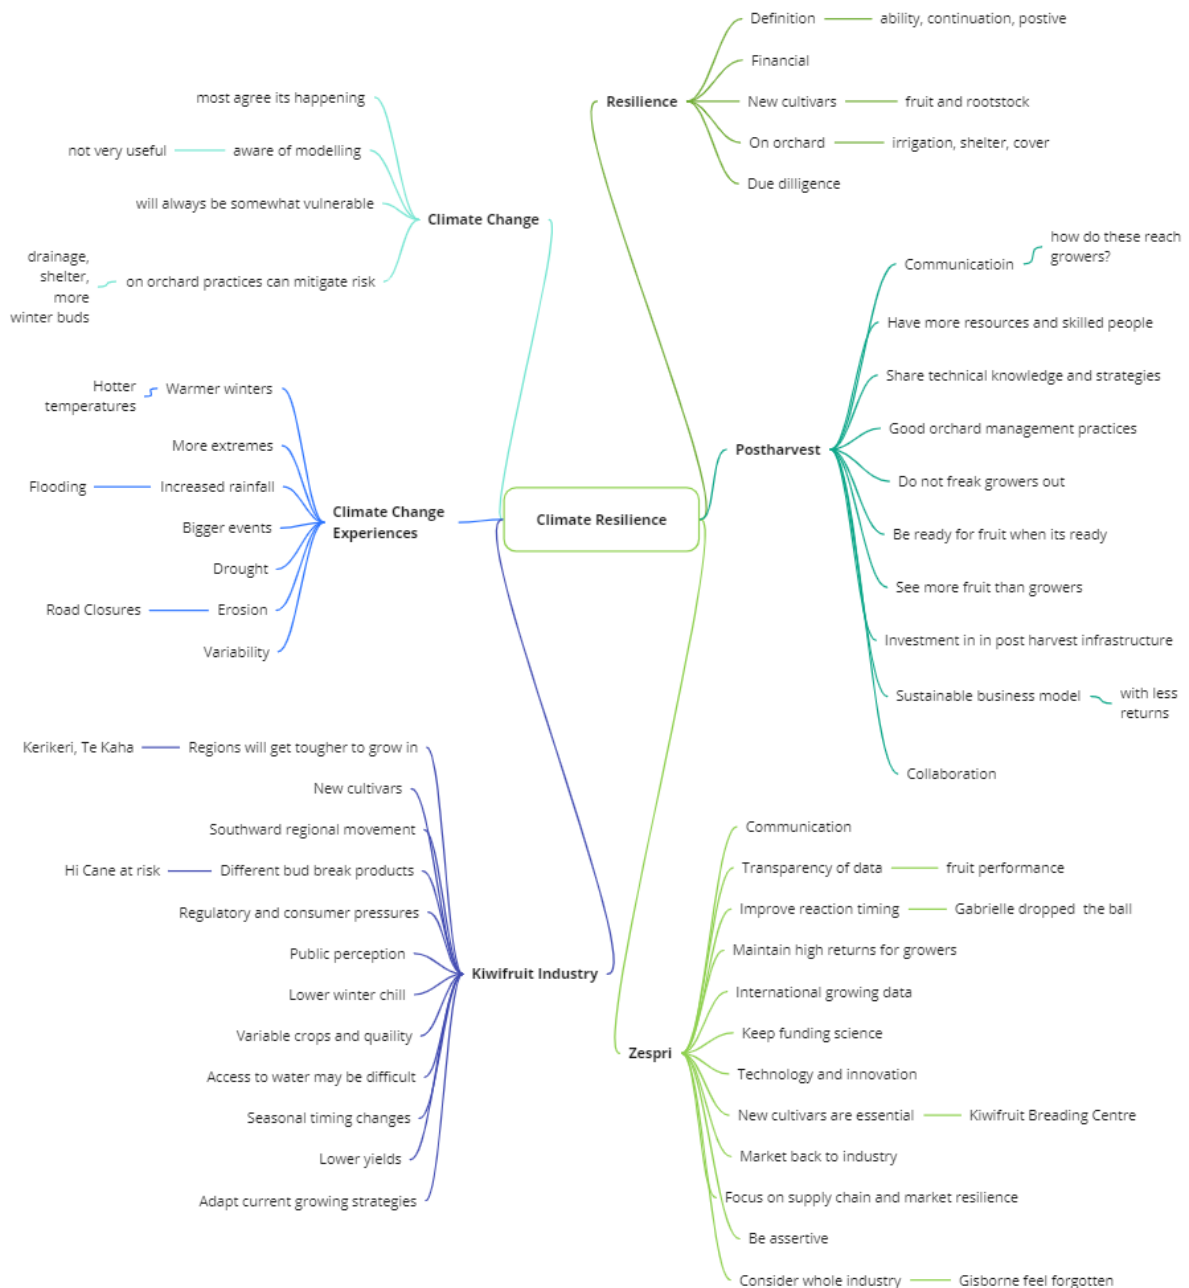 Climate Resilience
Resilience
Definition
ability, continuation, postive
Financial
New cultivars
fruit and rootstock
On orchard
irrigation, shelter, cover
Due dilligence
Postharvest
Communicatioin
how do these reach
growers?
Have more resources and skilled people
Share technical knowledge and strategies
Good orchard management practices
Do not freak growers out
Be ready for fruit when its ready
See more fruit than growers
Investment in in post harvest infrastructure
Sustainable business model
with less
returns
Collaboration
Zespri
Communication
Transparency of data
fruit performance
Improve reaction timing
Gabrielle dropped the ball
Maintain high returns for growers
International growing data
Keep funding science
Technology and innovation
New cultivars are essential
Kiwifruit Breading Centre
Market back to industry
Focus on supply chain and market resilience
Be assertive
Consider whole industry
Gisborne feel forgotten
Climate Change
most agree its happening
aware of modelling
not very useful
will always be somewhat vulnerable
on orchard practices can mitigate risk
drainage,
shelter,
more
winter buds
Climate Change
Experiences
Warmer winters
Hotter
temperatures
More extremes
Increased rainfall
Flooding
Bigger events
Drought
Erosion
Road Closures
Variability
Kiwifruit Industry
Regions will get tougher to grow in
Kerikeri, Te Kaha
New cultivars
Southward regional movement
Different bud break products
Hi Cane at risk
Regulatory and consumer pressures
Public perception
Lower winter chill
Variable crops and quaility
Access to water may be difficult
Seasonal timing changes
Lower yields
Adapt current growing strategies